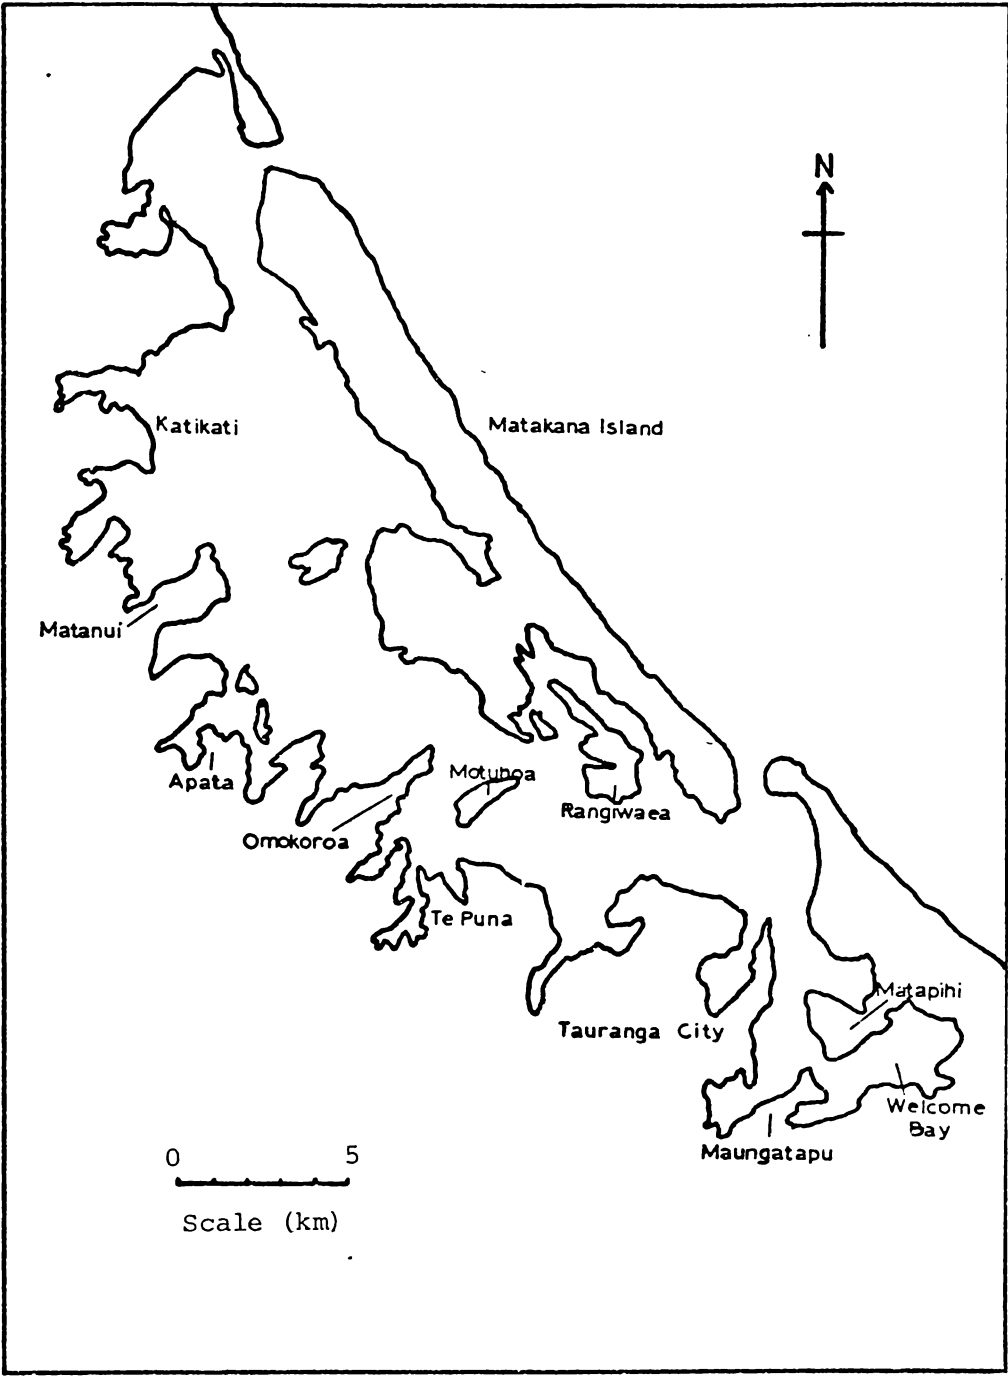 N
Katikati
Matakana Island
Matanui
Apata
Motuhoa
Rangiwaea
Omokoroa
Te Puna
Matapihi
Tauranga City
Welcome
Bay
Maungatapu
0 5
Scale (km)